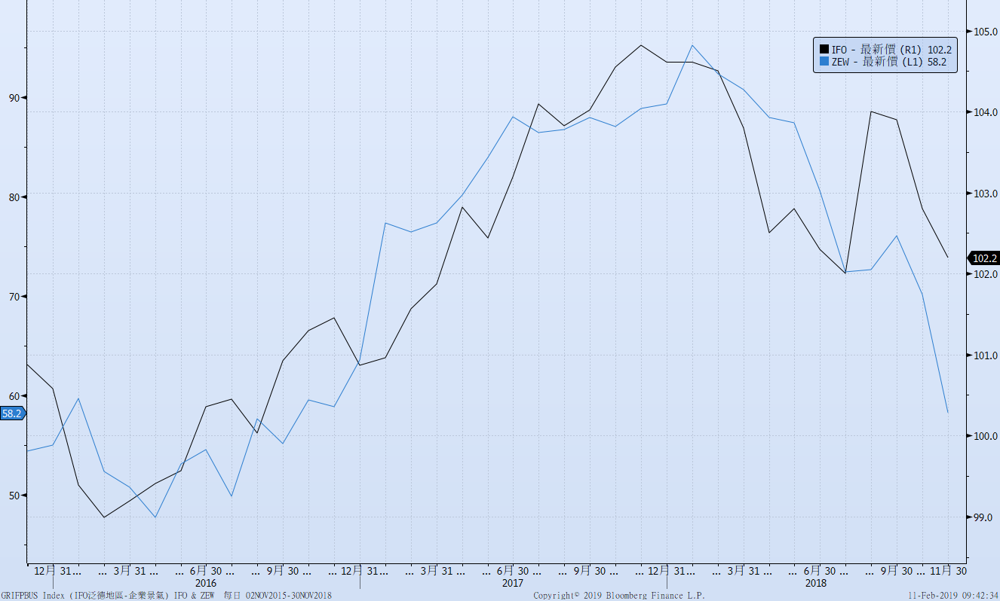 105.0
IFO - 最新價 (R1) 102.2
ZEW - 最新價 (L1) 58.2
90
104.0
80
103.0
102.2
102.0
70
101.0
60
58.2
100.0
50
99.0
12月 31... ... 3月 31 ... ... 6月 30 ... 9月 30 ... ... 12月 31 ... ... 3月 31 ... ... 6月 30 ... 9月 30 ... ... 12月 31 ... ... 3月 31 ... ... 6月 30 ... ... 9月 30 ... 11月 30
2016 2017 2018
GRIFPBUS Index (IFO泛德地區-企業景氣) IFO & ZEW 每日 02NOV2015-30NOV2018 Copyright© 2019 Bloomberg Finance L.P. 11-Feb-2019 09:42:34